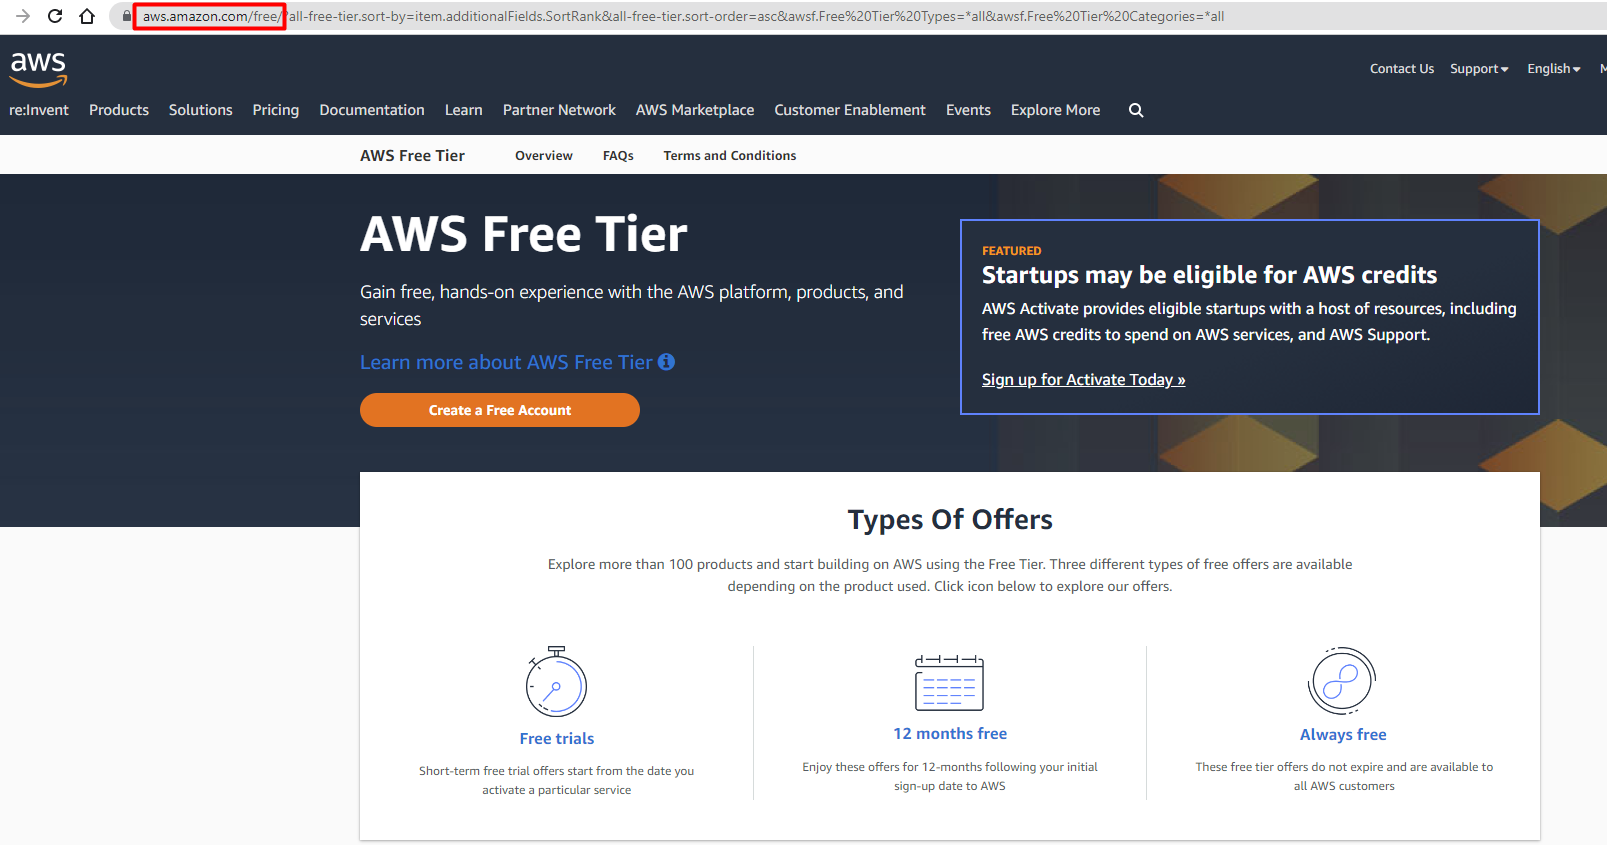 aws.amazon.com/free/?all-free-tier.sort-by=item.additionalFields.SortRank&all-free-tier.sort-order=asc&awsf.Free%20Tier%20Types=*all&awsf.Free%20Tier%20Categories=*all
aws
Contact Us Support English M
re:Invent Products Solutions Pricing Documentation Learn Partner Network AWS Marketplace Customer Enablement Events Explore More
AWS Free Tier Overview FAQs Terms and Conditions
AWS Free Tier
Gain free, hands-on experience with the AWS platform, products, and
services
Learn more about AWS Free Tier
Create a Free Account
FEATURED
Startups may be eligible for AWS credits
AWS Activate provides eligible startups with a host of resources, including
free AWS credits to spend on AWS services, and AWS Support.
Sign up for Activate Today »
Types Of Offers
Explore more than 100 products and start building on AWS using the Free Tier. Three different types of free offers are available
depending on the product used. Click icon below to explore our offers.
Free trials
Short-term free trial offers start from the date you
activate a particular service
12 months free
Enjoy these offers for 12-months following your initial
sign-up date to AWS
Always free
These free tier offers do not expire and are available to
all AWS customers